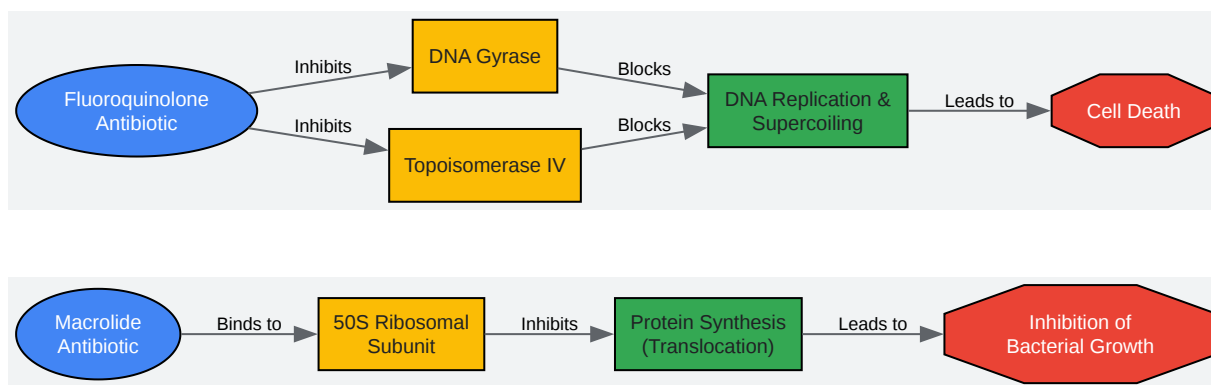 Fluoroquinolone
Antibiotic
Inhibits
Inhibits
DNA Gyrase
Topoisomerase IV
Blocks
Blocks
DNA Replication &
Supercoiling
Leads to
Cell Death
Macrolide
Antibiotic
Binds to
50S Ribosomal
Subunit
Inhibits
Protein Synthesis
(Translocation)
Leads to
Inhibition of
Bacterial Growth